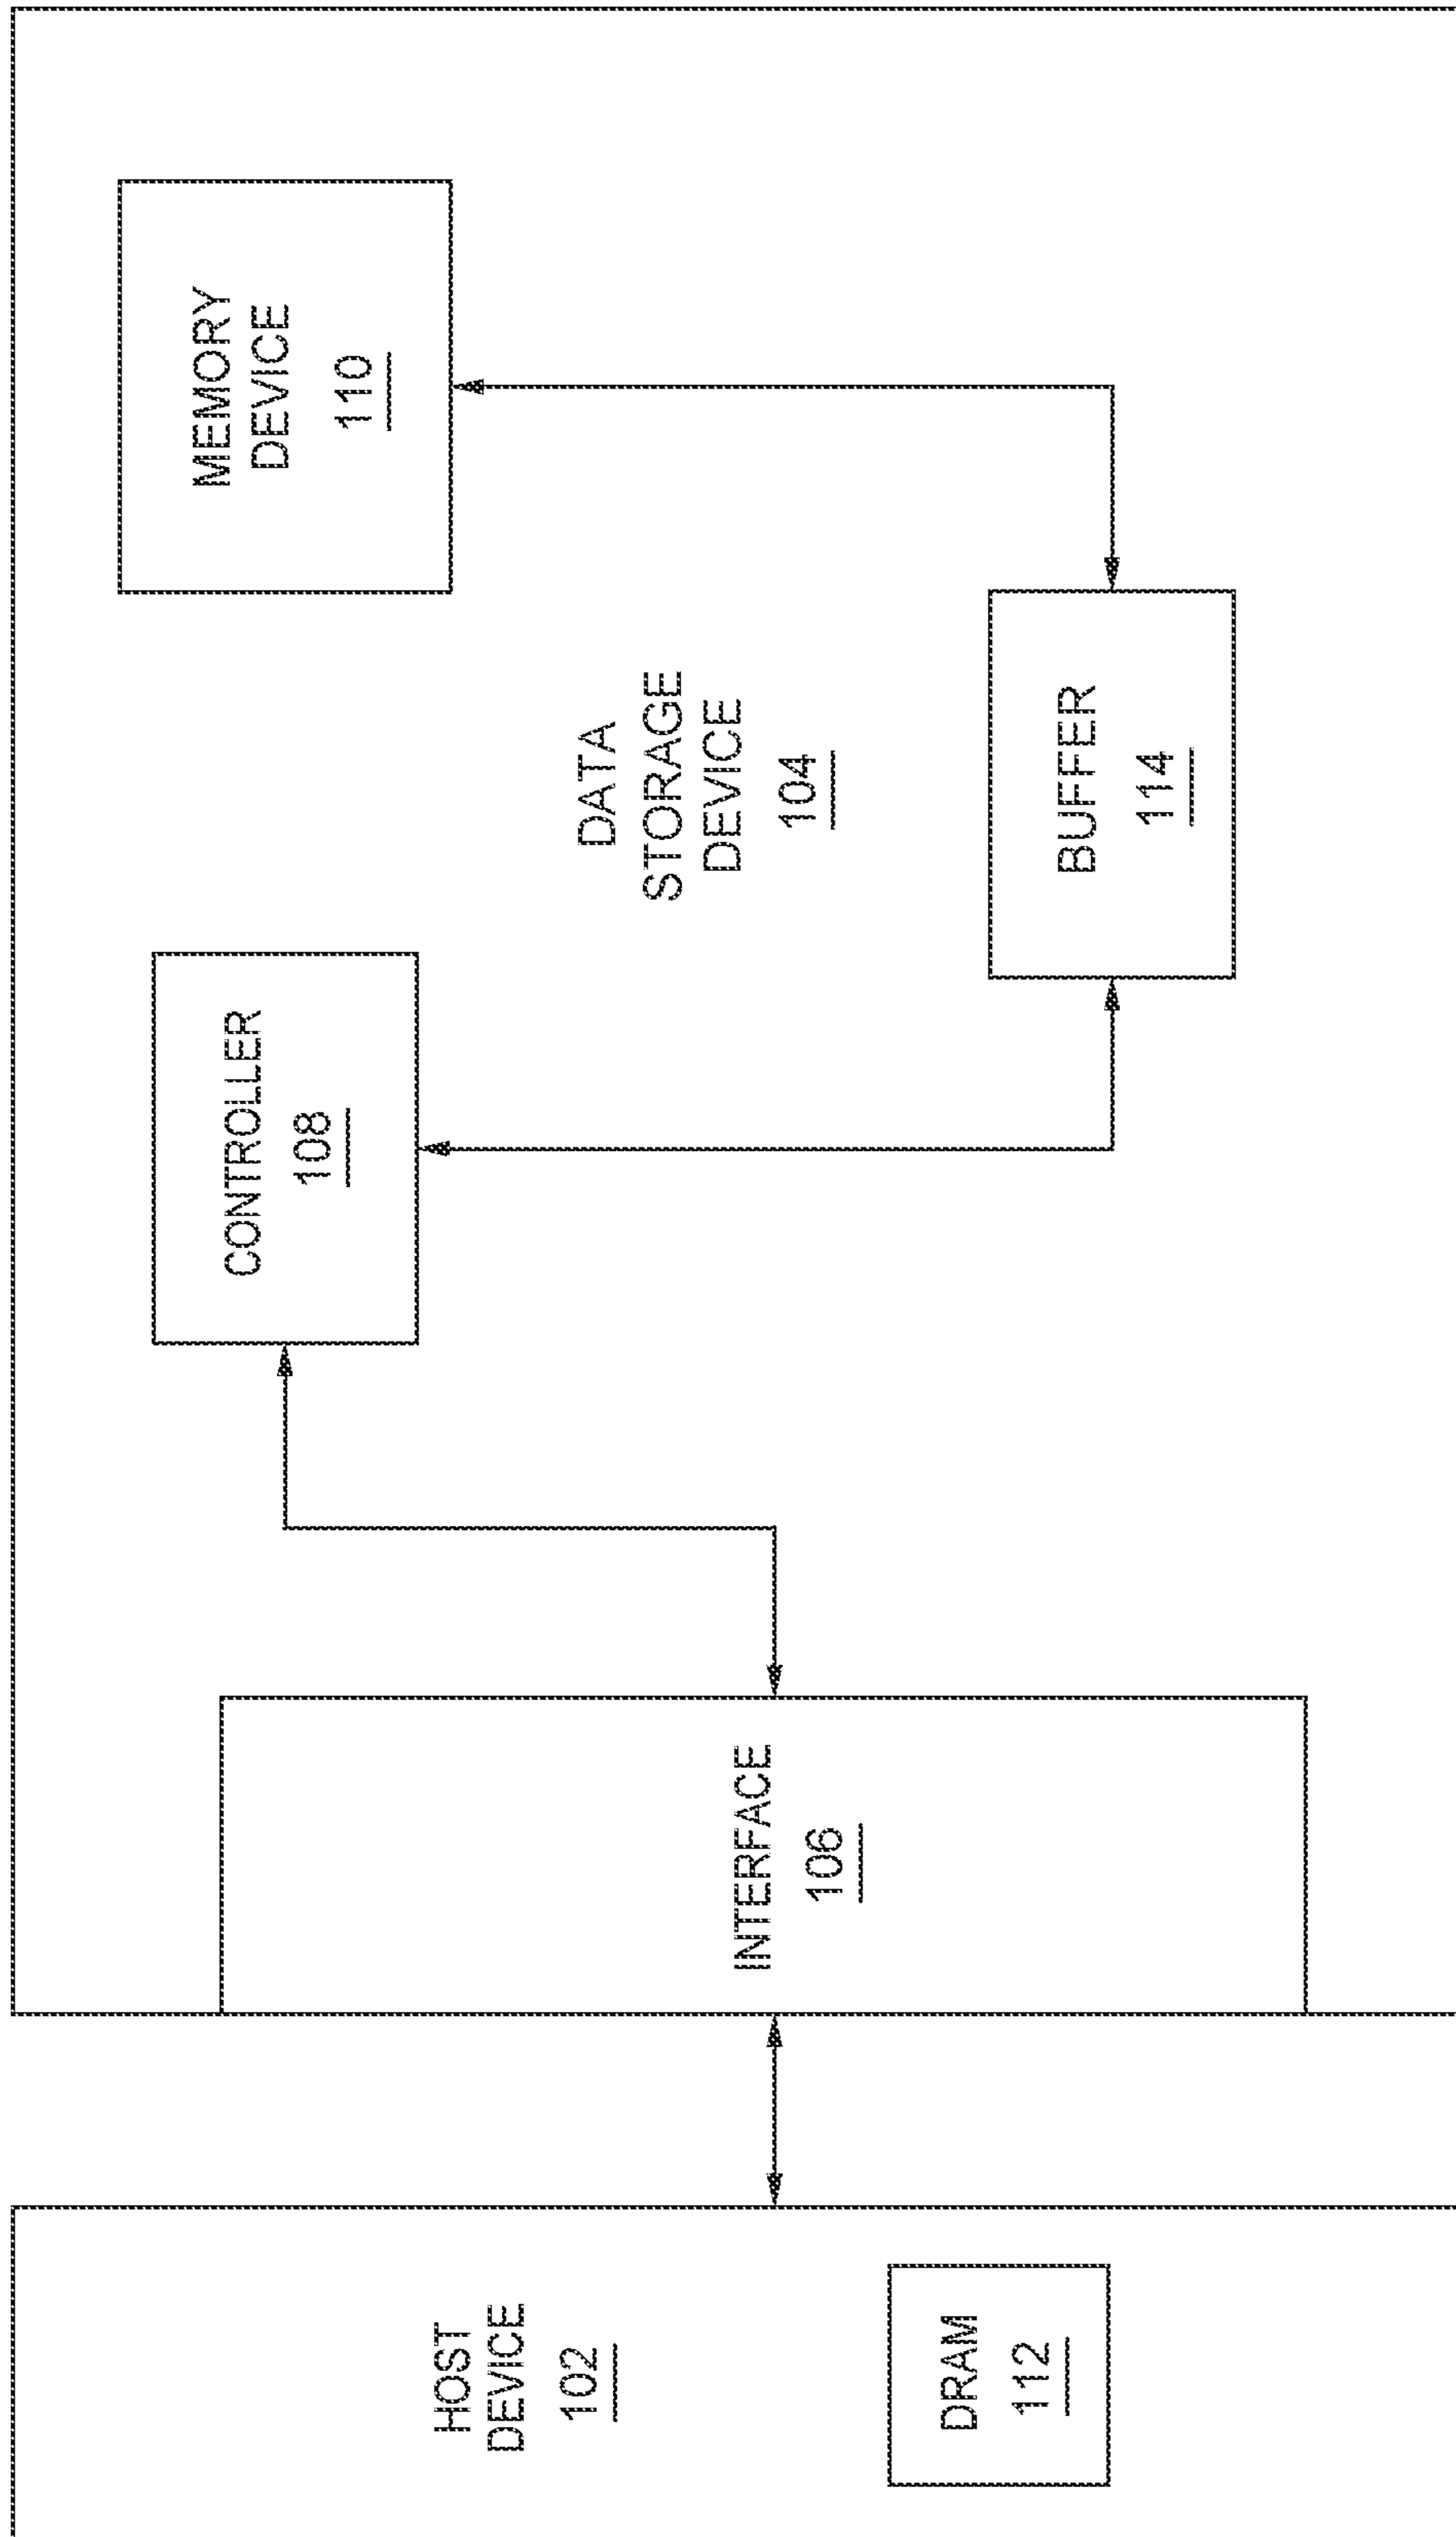 HOST
DEVICE
102
DRAM
112
INTERFACE
106
CONTROLLER
108
DATA
STORAGE
DEVICE
104
BUFFER
114
MEMORY
DEVICE
110